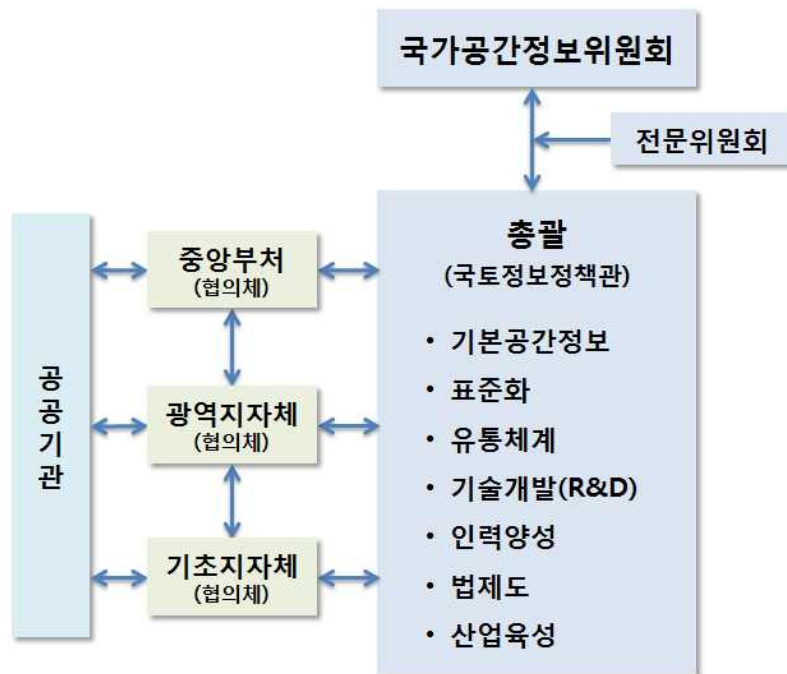 국가공간정보위원회
전문위원회
총괄
(국토정보정책관)
• 기본공간정보
• 표준화
• 유통체계
• 기술개발(R&D)
• 인력양성
• 법제도
• 산업육성
중앙부처
(협의체)
광역지자체
(협의체)
기초지자체
(협의체)
공
공
기
관